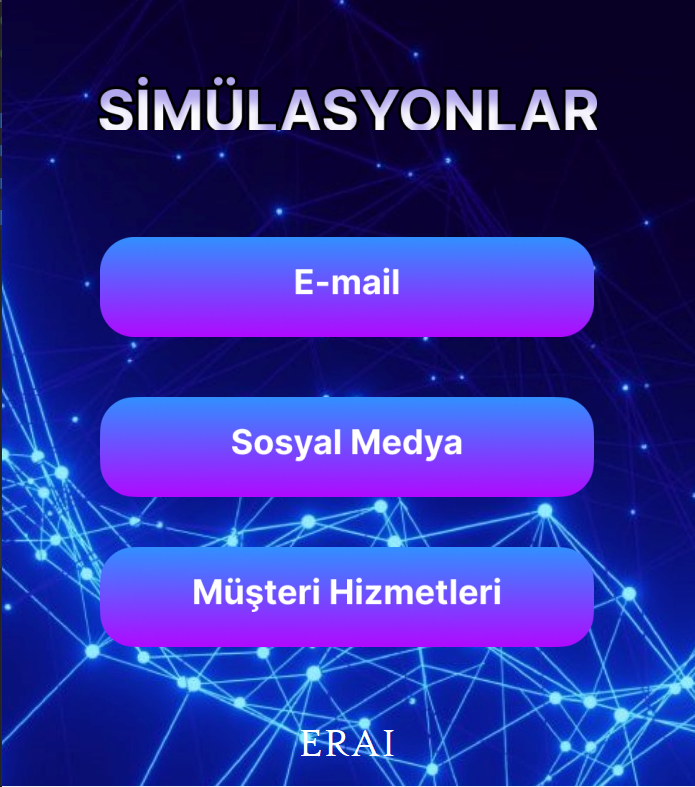 SİMÜLASYONLAR
E-mail
Sosyal Medya
Müşteri Hizmetleri
ERAI